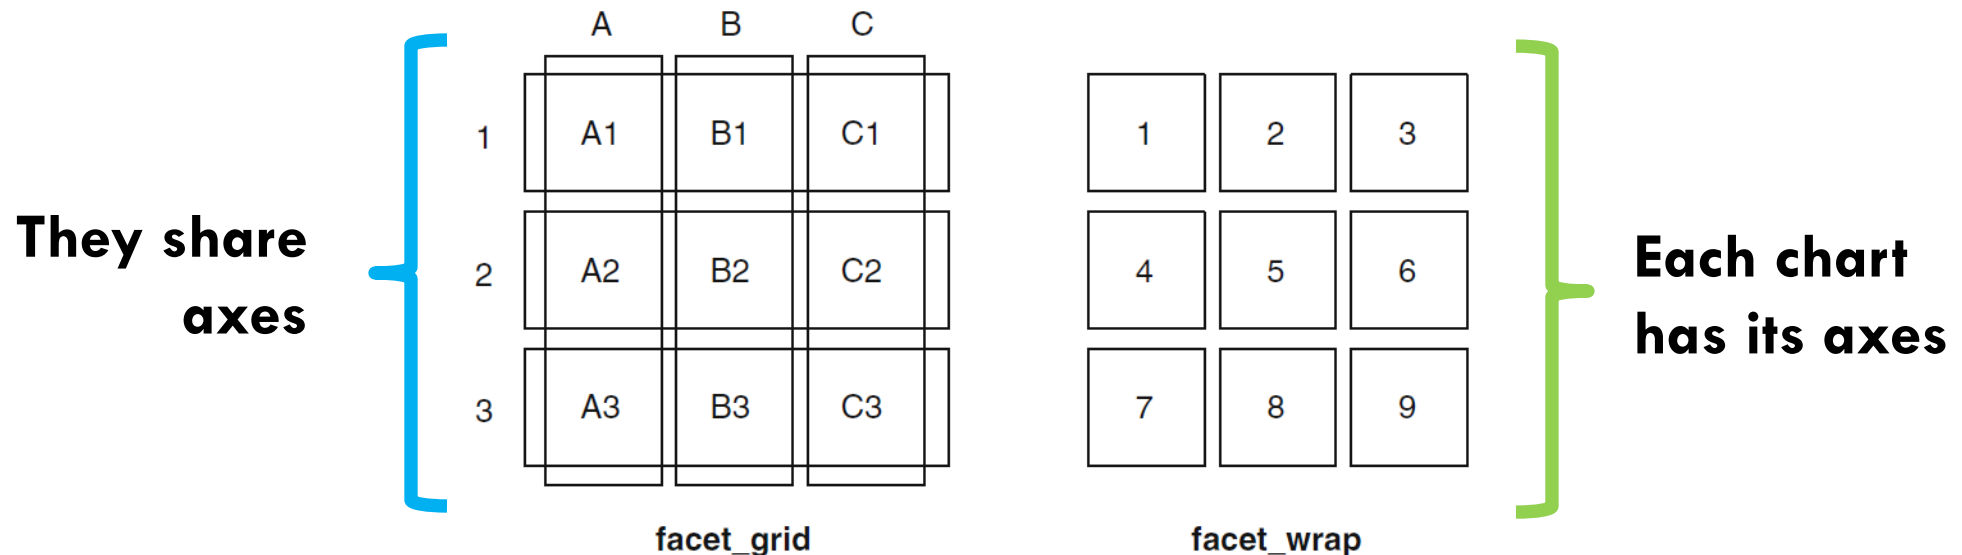 They share
axes
A B C
1 A1 B1 C1
2 A2 B2 C2
3 A3 B3 C3
facet_grid
1 2 3
4 5 6
7 8 9
facet_wrap
Each chart
has its axes